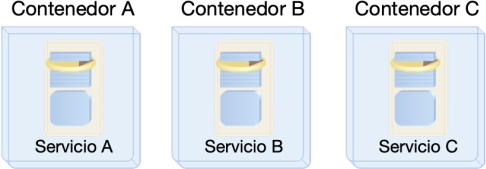 Contenedor A
Contenedor B
Contenedor C
Servicio A
Servicio B
Servicio C